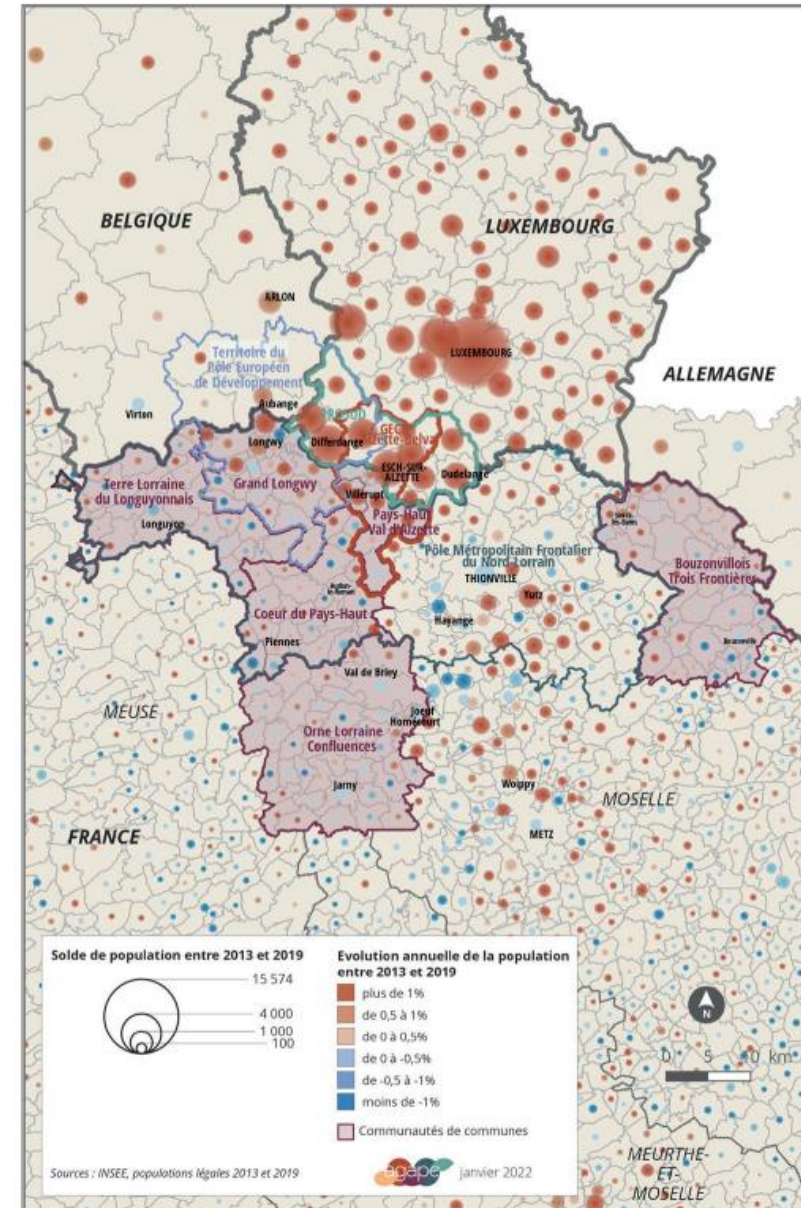 BELGIQUE
LUXEMBOURG
ARLON
LUXEMBOURG
ALLEMAGNE
Territoire du
Pôle Européen
de Développement
Virton
Aubange
Longwy
Differdange
ESCH-SUR-
ALZETTE
Dudelange
Terre Lorraine
du Longuyonnais
Grand Longwy
Villerupt
Longuyon
Pays-Haut
Val d'Alzette
Pôle Métropolitain Frontalier
du Nord Lorrain
THIONVILLE
Yutz
Hayange
Bouzonvillois
Trois Frontières
Bouzonville
Coeur du Pays-Haut
Piennes
Val de Briey
MEUSE
Joeuf
Homécourt
Orne Lorraine
Confluences
Jarny
Woippy
MOSELLE
METZ
FRANCE
Solde de population entre 2013 et 2019
15 574
4 000
1 000
100
Evolution annuelle de la population
entre 2013 et 2019
plus de 1%
de 0,5 à 1%
de 0 à 0,5%
de 0 à -0,5%
de -0,5 à -1%
moins de -1%
Communautés de communes
Sources : INSEE, populations légales 2013 et 2019
agape
janvier 2022
N
0 5 10 km
MEURTHE-
ET-
MOSELLE